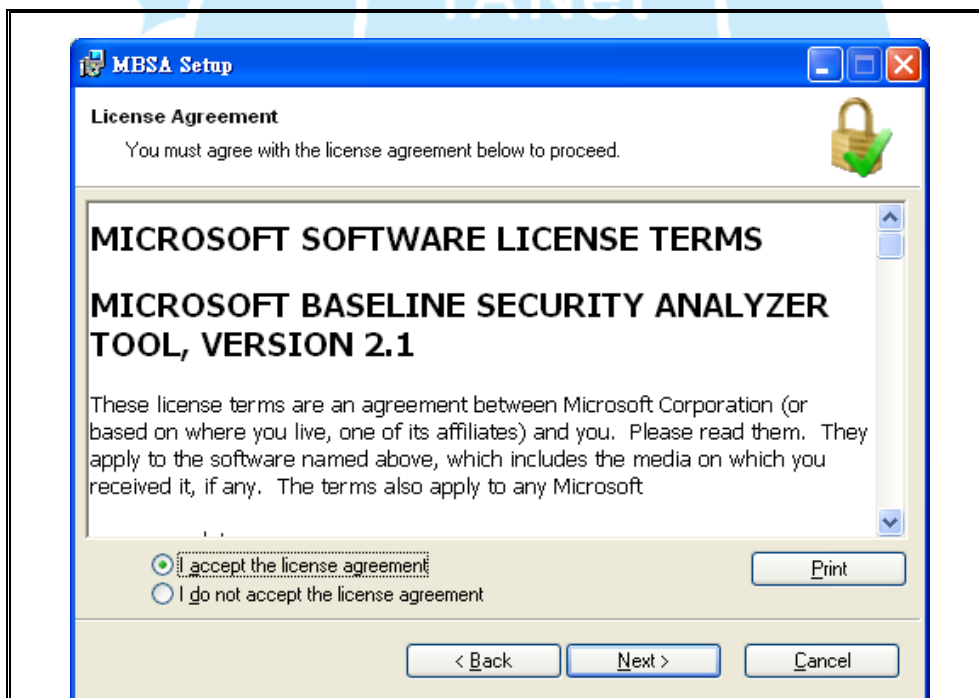 TANet
MBSA Setup
License Agreement
You must agree with the license agreement below to proceed.
MICROSOFT SOFTWARE LICENSE TERMS
MICROSOFT BASELINE SECURITY ANALYZER
TOOL, VERSION 2.1
These license terms are an agreement between Microsoft Corporation (or
based on where you live, one of its affiliates) and you.  Please read them.  They
apply to the software named above, which includes the media on which you
received it, if any.  The terms also apply to any Microsoft
I accept the license agreement
Print
I do not accept the license agreement
< Back
Next >
Cancel